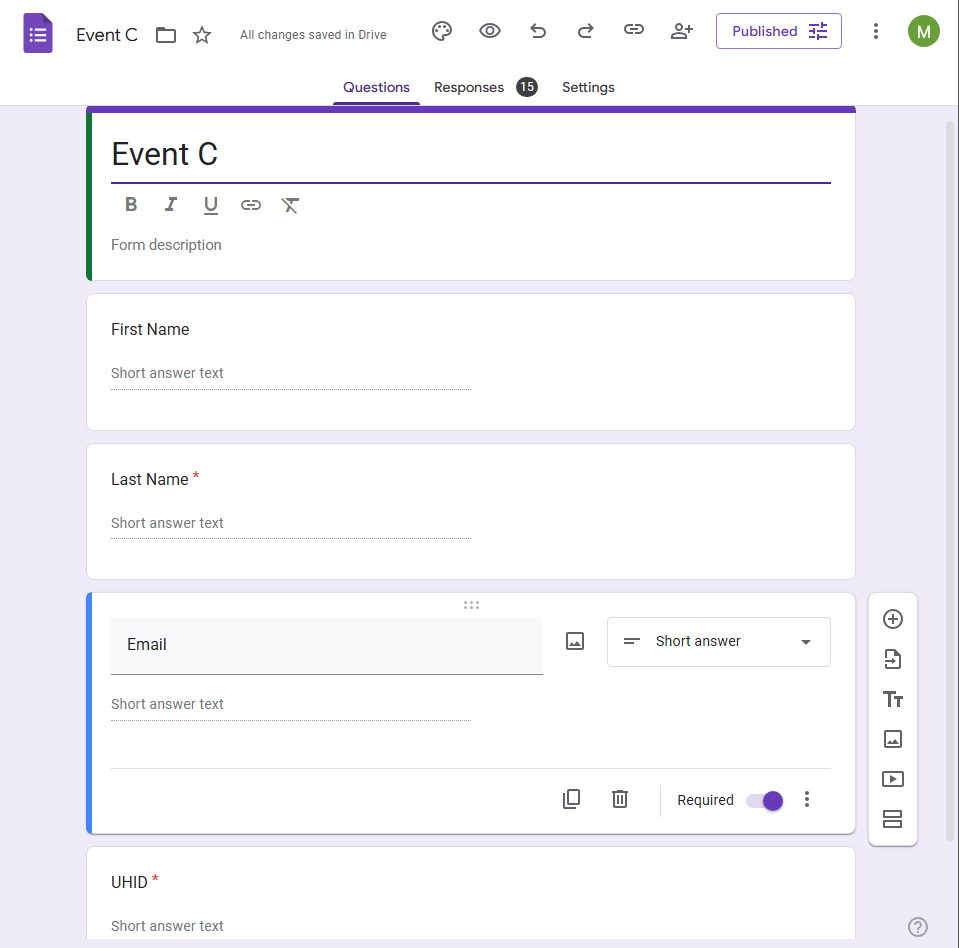 Event C
All changes saved in Drive
Published
M
Questions
Responses 15
Settings
Event C
B I U
Form description
First Name
Short answer text
Last Name *
Short answer text
Email
Short answer
Short answer text
Required
UHID *
Short answer text